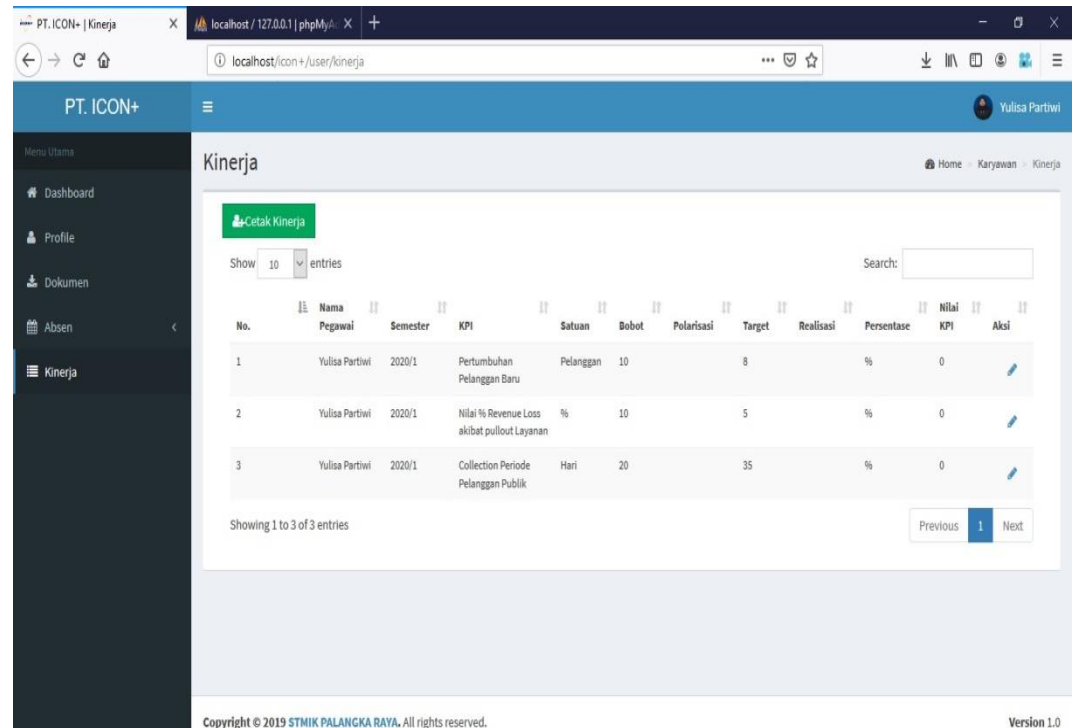 PT. ICON+ | Kinerja
localhost / 127.0.0.1 | phpMyA
localhost/icon+/user/kinerja
PT. ICON+
Yulisa Partiwi
Menu Utama
Dashboard
Profile
Dokumen
Absen
Kinerja
Kinerja
Home > Karyawan > Kinerja
Cetak Kinerja
Show 10 entries
Search:
No. Nama Pegawai Semester KPI Satuan Bobot Polarisasi Target Realisasi Persentase Nilai KPI Aksi
1 Yulisa Partiwi 2020/1 Pertumbuhan Pelanggan Baru Pelanggan 10 8 % 0
2 Yulisa Partiwi 2020/1 Nilai % Revenue Loss akibat pullout Layanan % 10 5 % 0
3 Yulisa Partiwi 2020/1 Collection Periode Pelanggan Publik Hari 20 35 % 0
Showing 1 to 3 of 3 entries
Previous 1 Next
Copyright © 2019 STMIK PALANGKA RAYA. All rights reserved.
Version 1.0